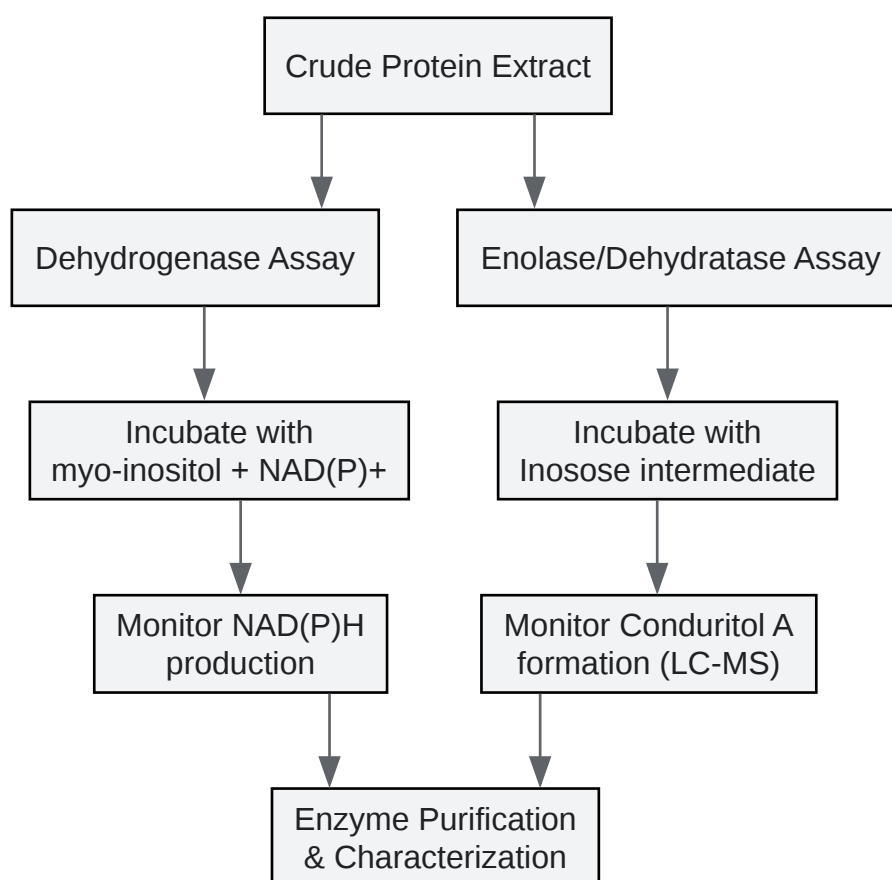 Crude Protein Extract
Dehydrogenase Assay
Enolase/Dehydratase Assay
Incubate with
myo-inositol + NAD(P)+
Incubate with
Inosose intermediate
Monitor NAD(P)H
production
Monitor Conduritol A
formation (LC-MS)
Enzyme Purification
& Characterization